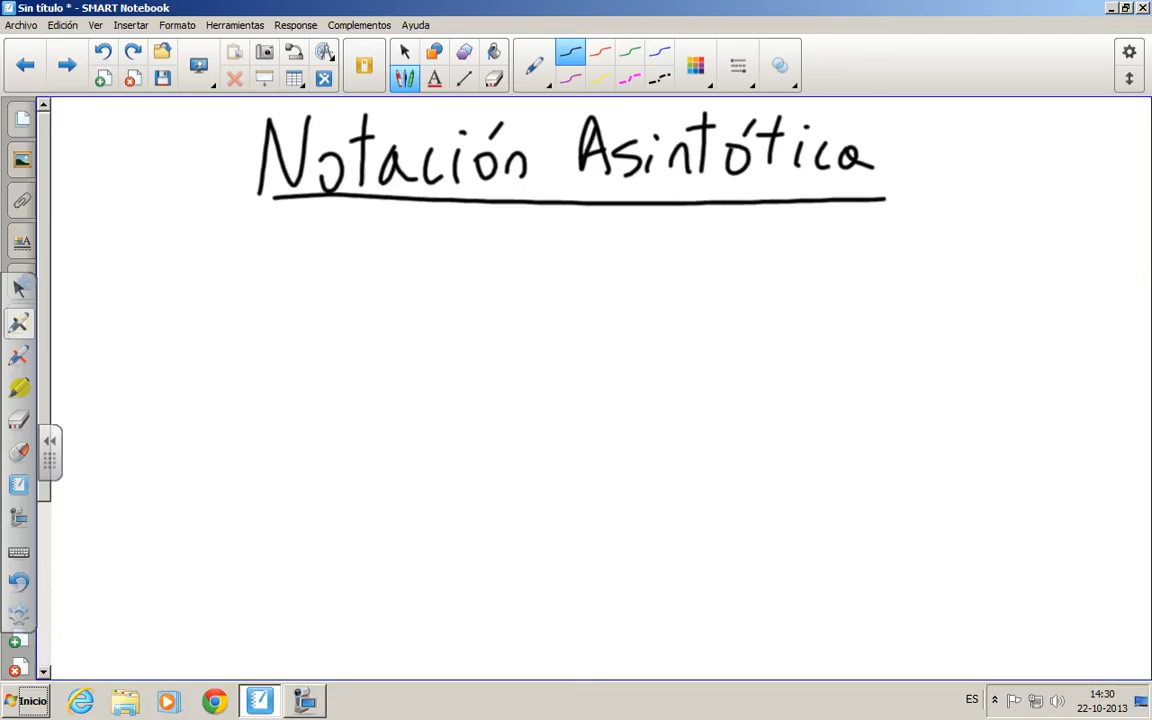 Sin título * - SMART Notebook
Archivo Edición Ver Insertar Formato Herramientas Response Complementos Ayuda
Notación Asintótica
Inicio
ES
14:30
22-10-2013